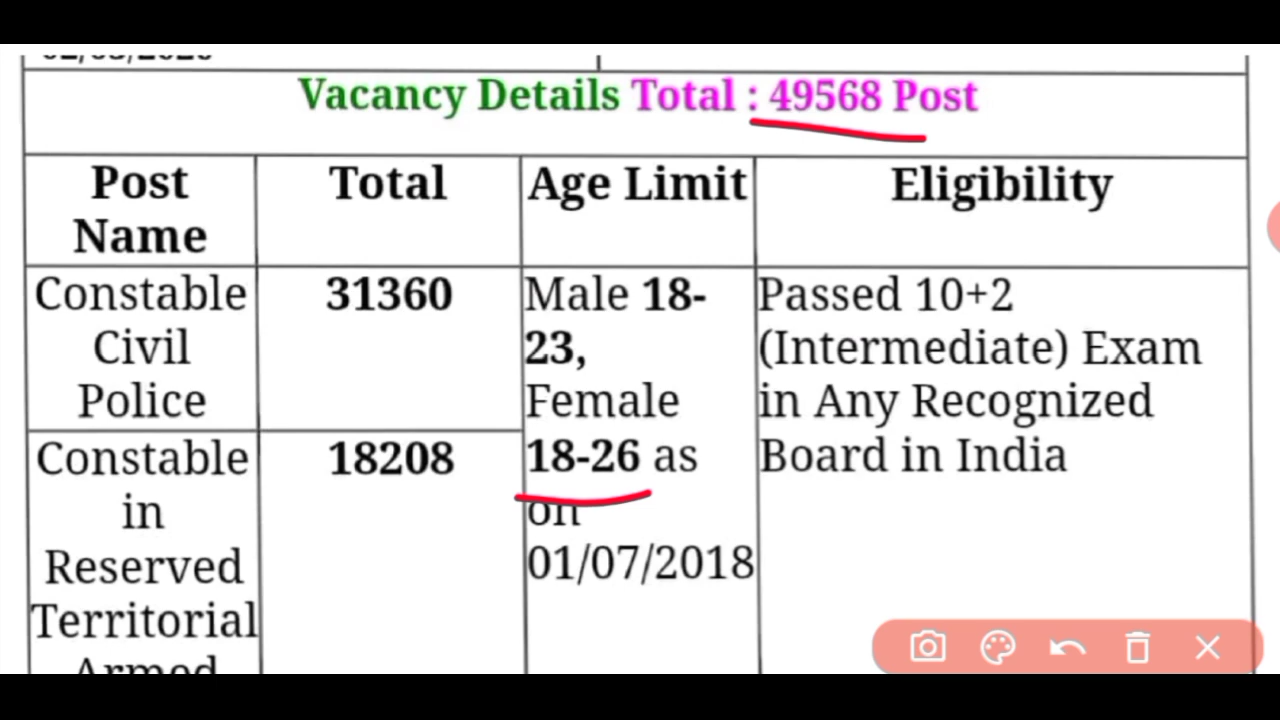 Vacancy Details Total : 49568 Post
Post
Name
Total
Age Limit
Eligibility
Constable
Civil
Police
31360
Male 18-
23,
Female
18-26 as
on
01/07/2018
Passed 10+2
(Intermediate) Exam
in Any Recognized
Board in India
Constable
in
Reserved
Territorial
Armed
18208